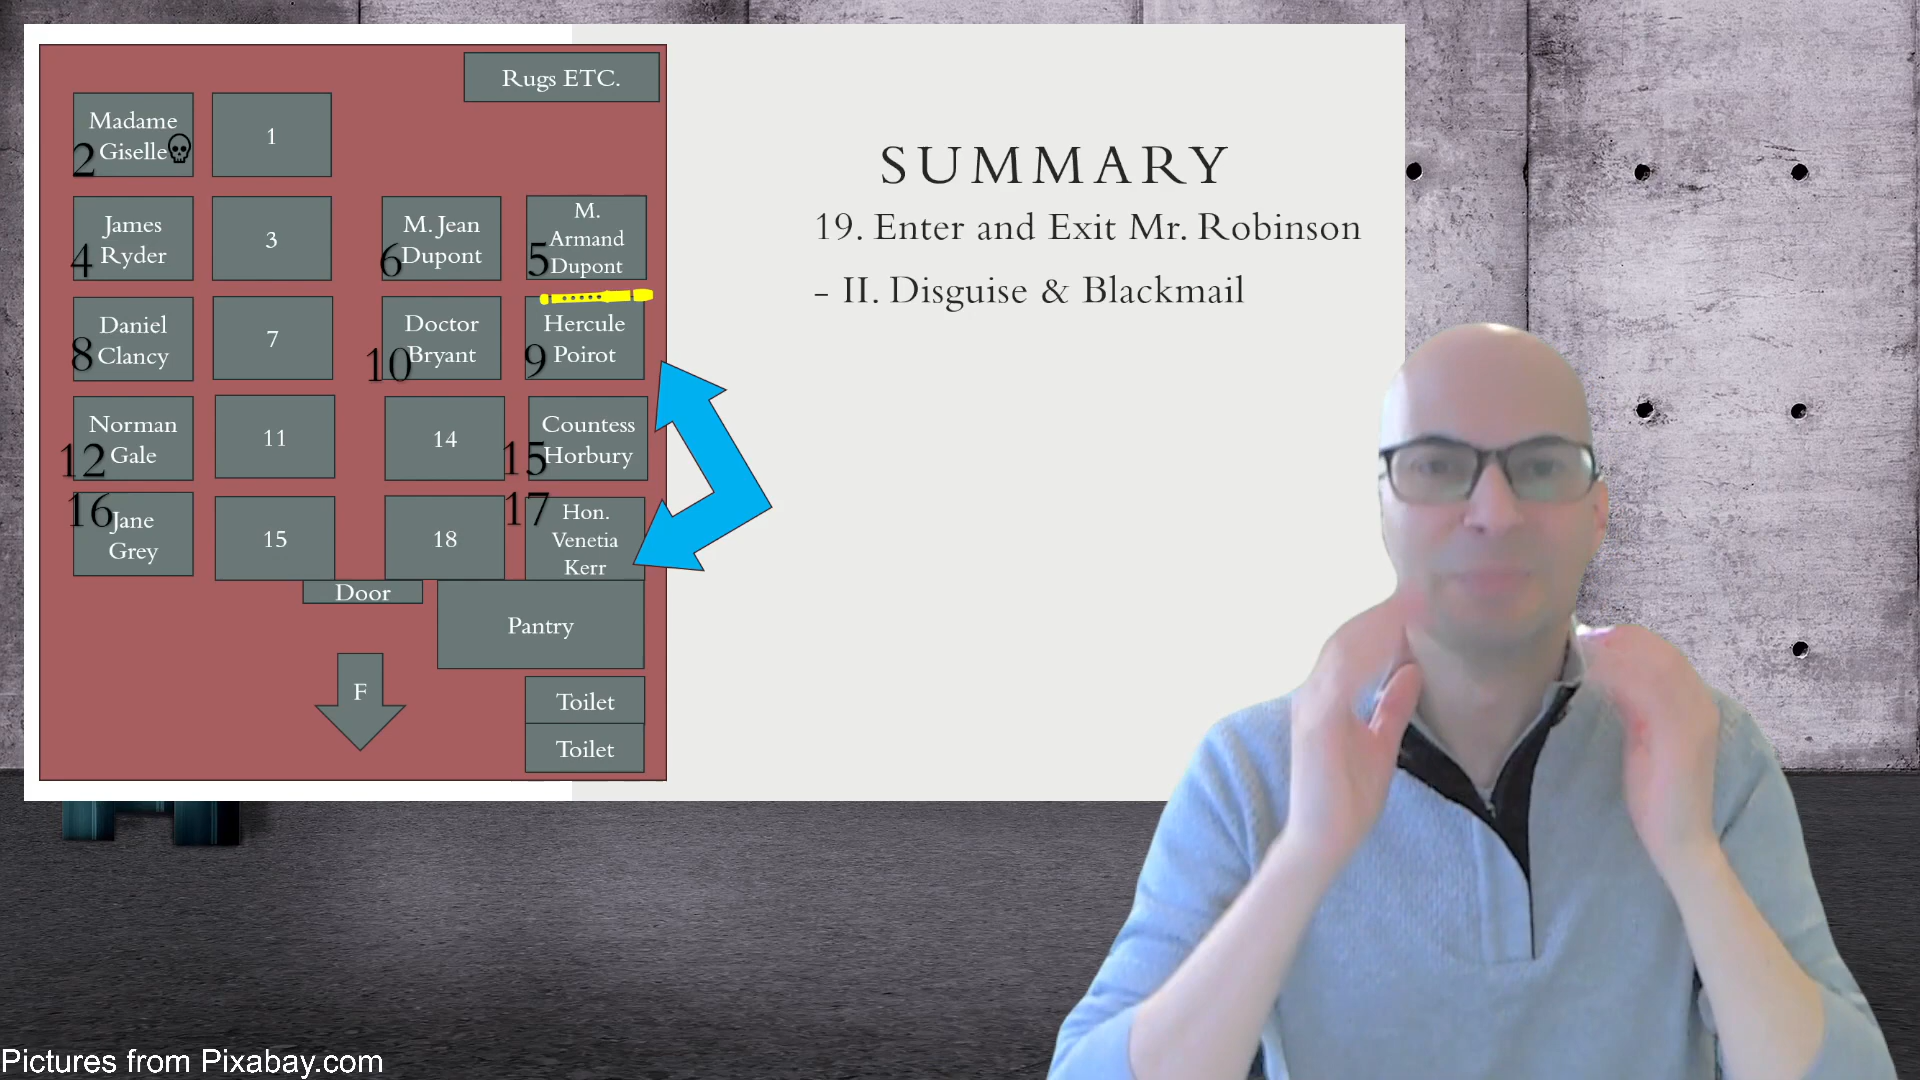 Rugs ETC.
Madame
Giselle
2
1
James
Ryder
4
3
M. Jean
Dupont
6
M.
Armand
Dupont
5
Daniel
Clancy
8
7
Doctor
Bryant
10
Hercule
Poirot
9
Norman
Gale
12
11
14
Countess
Horbury
15
Jane
Grey
16
15
18
Hon.
Venetia
Kerr
17
Door
Pantry
F
Toilet
Toilet
SUMMARY
19. Enter and Exit Mr. Robinson
- II. Disguise & Blackmail
Pictures from Pixabay.com